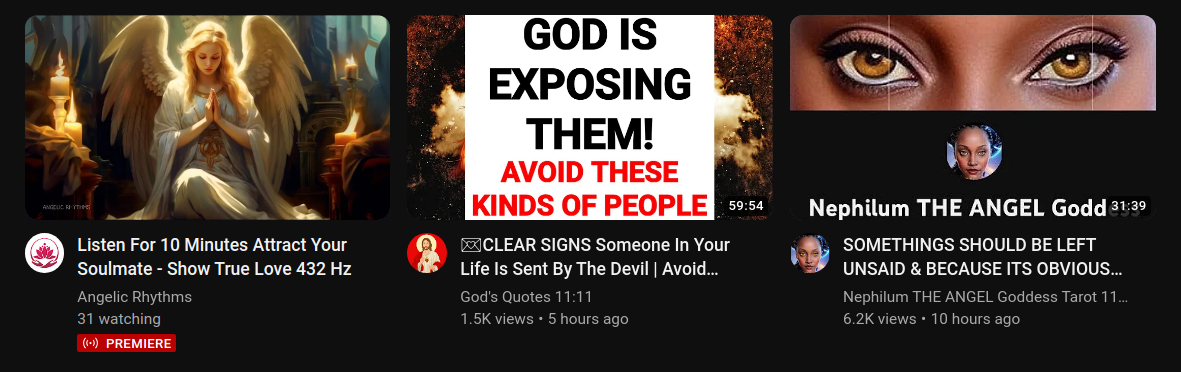 ANGELIC RHYTHMS
GOD IS
EXPOSING
THEM!
AVOID THESE
KINDS OF PEOPLE
59:54
Nephilum THE ANGEL Goddess
31:39
Listen For 10 Minutes Attract Your
Soulmate - Show True Love 432 Hz
Angelic Rhythms
31 watching
PREMIERE
💌CLEAR SIGNS Someone In Your
Life Is Sent By The Devil | Avoid...
God's Quotes 11:11
1.5K views • 5 hours ago
SOMETHINGS SHOULD BE LEFT
UNSAID & BECAUSE ITS OBVIOUS...
Nephilum THE ANGEL Goddess Tarot 11...
6.2K views • 10 hours ago